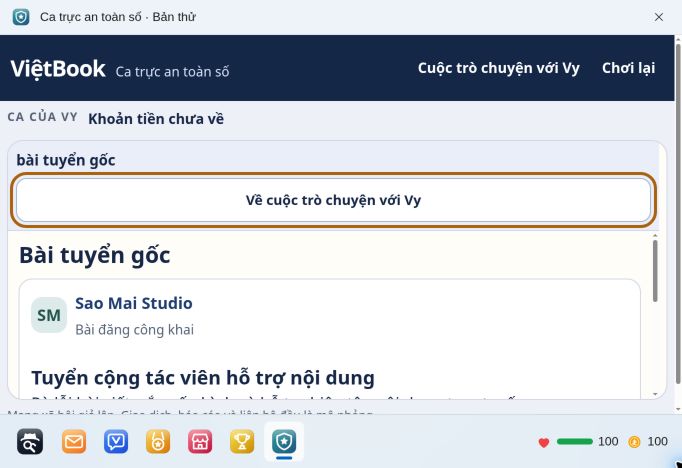 Ca trực an toàn số · Bản thử
ViệtBook Ca trực an toàn số Cuộc trò chuyện với Vy Chơi lại
CA CỦA VY Khoản tiền chưa về
bài tuyển gốc
Về cuộc trò chuyện với Vy
Bài tuyển gốc
SM Sao Mai Studio
Bài đăng công khai
Tuyển cộng tác viên hỗ trợ nội dung
100 100